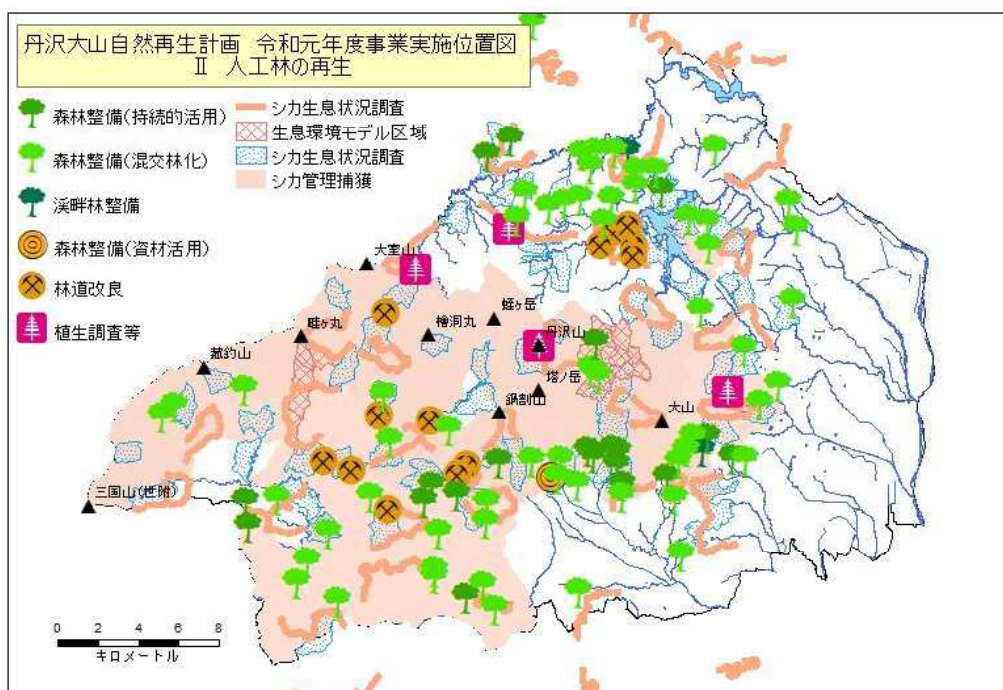 丹沢大山自然再生計画 令和元年度事業実施位置図
Ⅱ 人工林の再生
森林整備(持続的活用)
森林整備(混交林化)
渓畔林整備
森林整備(資材活用)
林道改良
植生調査等
シカ生息状況調査
生息環境モデル区域
シカ生息状況調査
シカ管理捕獲
大室山
蛭ヶ岳
畦ヶ丸
檜洞丸
丹沢山
菰釣山
塔ノ岳
鍋割山
大山
三国山(世附)
0 2 4 6 8
キロメートル